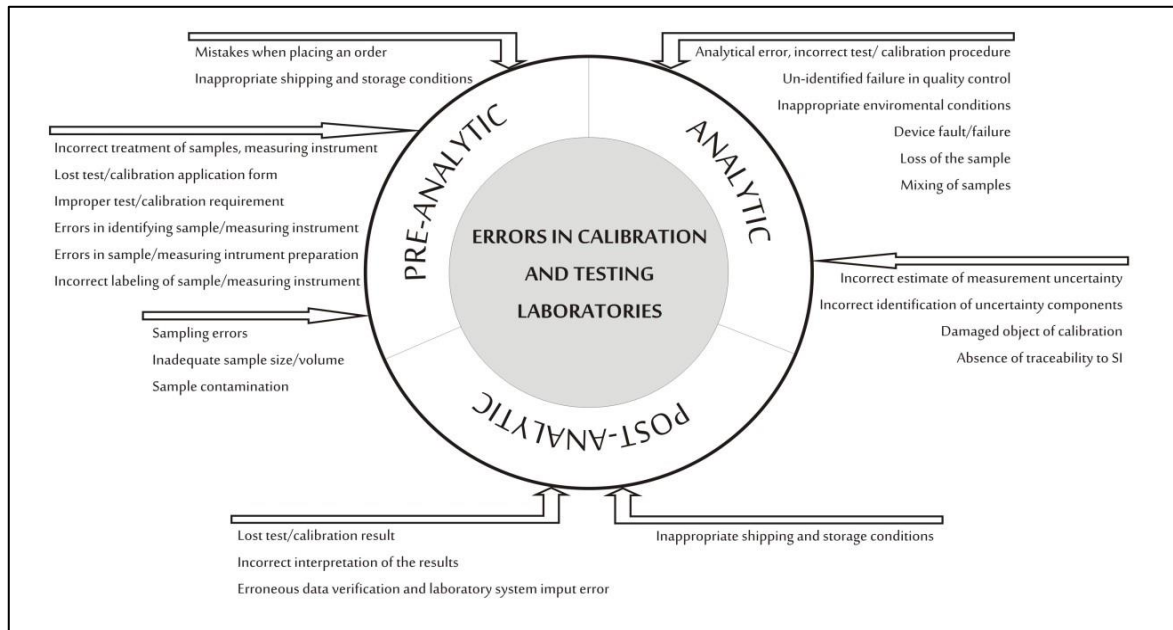 Mistakes when placing an order
Inappropriate shipping and storage conditions
Incorrect treatment of samples, measuring instrument
Lost test/calibration application form
Improper test/calibration requirement
Errors in identifying sample/measuring instrument
Errors in sample/measuring intrument preparation
Incorrect labeling of sample/measuring instrument
Sampling errors
Inadequate sample size/volume
Sample contamination
PRE-ANALYTIC
ERRORS IN CALIBRATION
AND TESTING
LABORATORIES
ANALYTIC
Analytical error, incorrect test/ calibration procedure
Un-identified failure in quality control
Inappropriate enviromental conditions
Device fault/failure
Loss of the sample
Mixing of samples
Incorrect estimate of measurement uncertainty
Incorrect identification of uncertainty components
Damaged object of calibration
Absence of traceability to SI
POST-ANALYTIC
Lost test/calibration result
Incorrect interpretation of the results
Erroneous data verification and laboratory system imput error
Inappropriate shipping and storage conditions